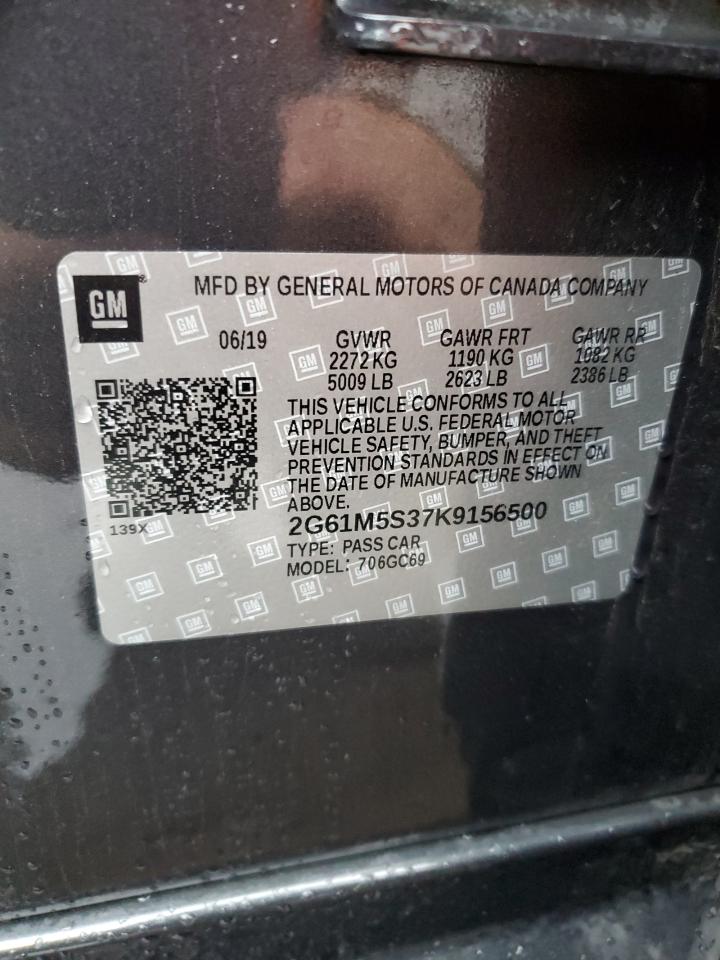 GM
MFD BY GENERAL MOTORS OF CANADA COMPANY
06/19 GVWR GAWR FRT GAWR RR
2272 KG 1190 KG 1082 KG
5009 LB 2623 LB 2386 LB
THIS VEHICLE CONFORMS TO ALL
APPLICABLE U.S. FEDERAL MOTOR
VEHICLE SAFETY, BUMPER, AND THEFT
PREVENTION STANDARDS IN EFFECT ON
THE DATE OF MANUFACTURE SHOWN
ABOVE.
139X
2G61M5S37K9156500
TYPE: PASS CAR
MODEL: 706GC69